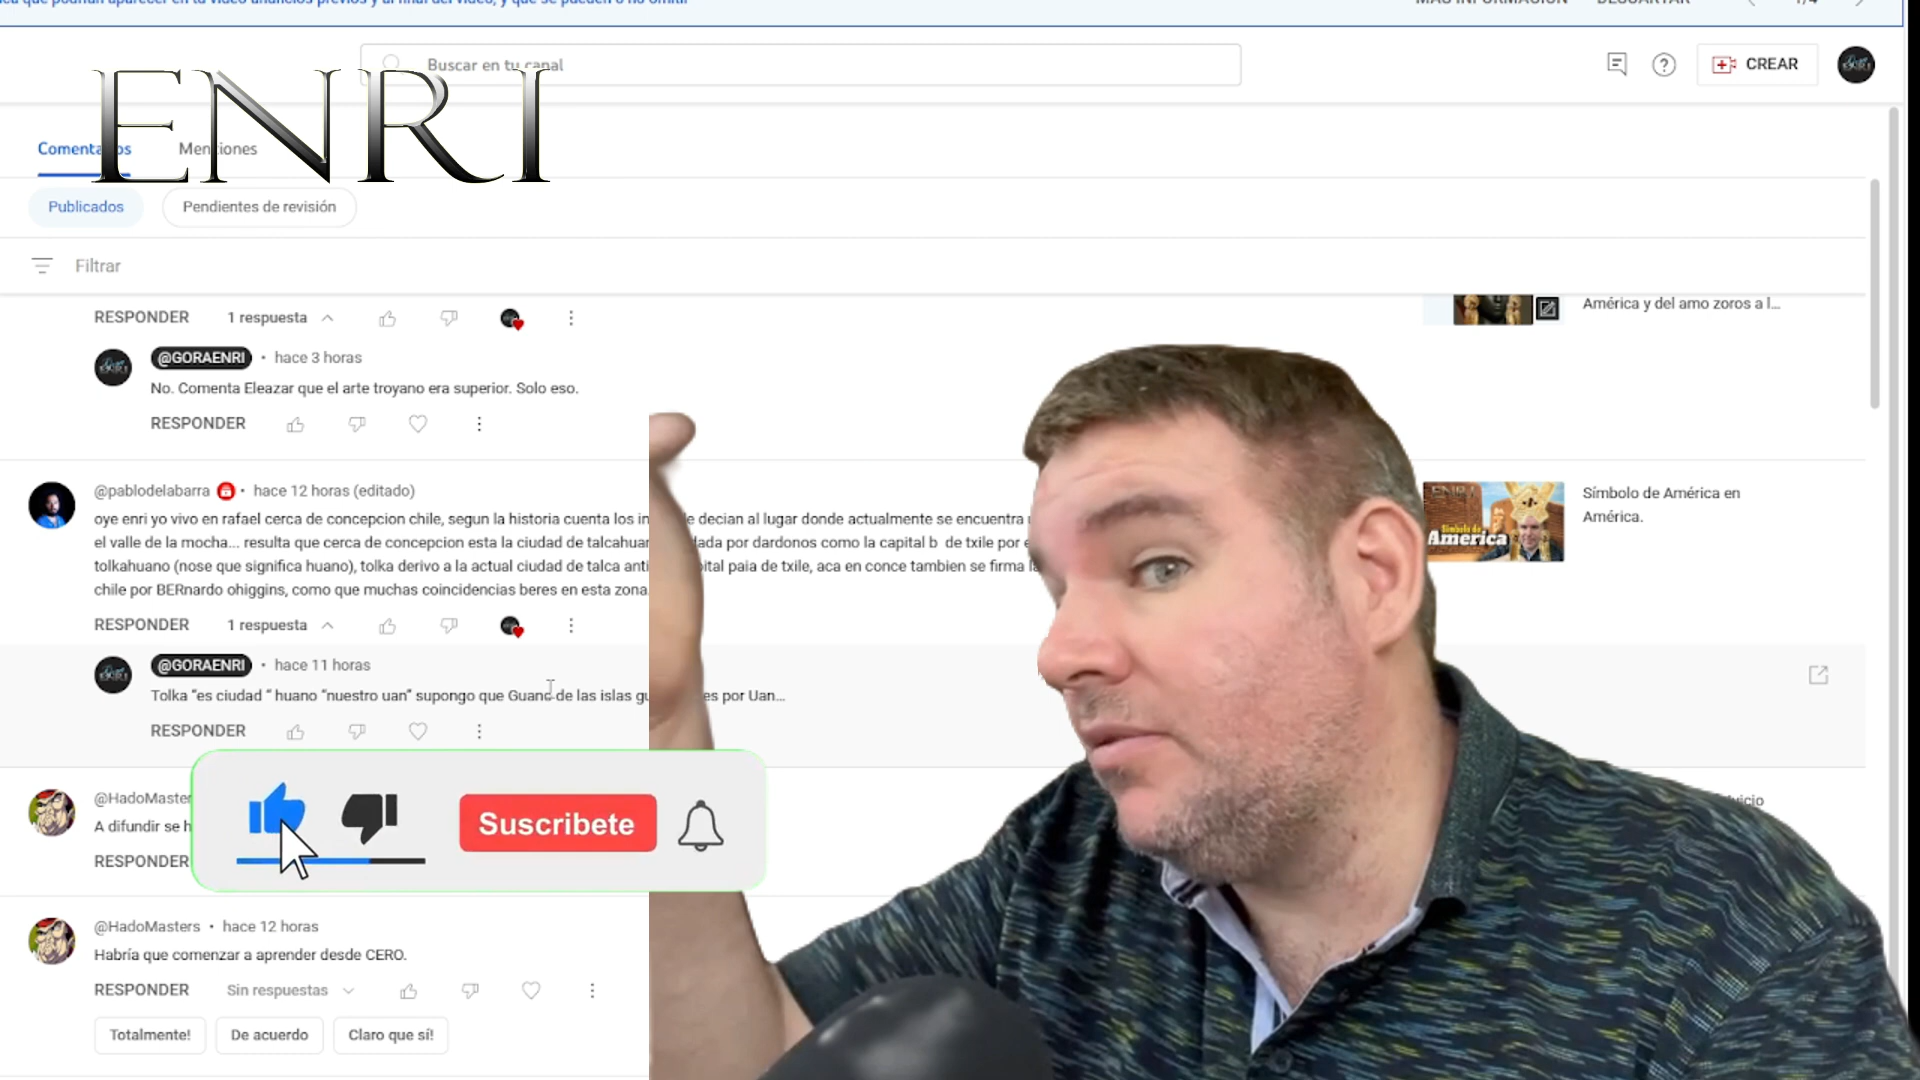 MÁS INFORMACIÓN DESCARTAR
Buscar en tu canal
CREAR
ENRI
Comentarios Menciones
Publicados Pendientes de revisión
Filtrar
RESPONDER 1 respuesta
América y del amo zoros a l...
@GORAENRI • hace 3 horas
No. Comenta Eleazar que el arte troyano era superior. Solo eso.
RESPONDER
@pablodelabarra • hace 12 horas (editado)
oye enri yo vivo en rafael cerca de concepcion chile, segun la historia cuenta los in e decian al lugar donde actualmente se encuentra
el valle de la mocha... resulta que cerca de concepcion esta la ciudad de talcahuan dada por dardonos como la capital b de txile por e
tolkahuano (nose que significa huano), tolka derivo a la actual ciudad de talca anti ital paia de txile, aca en conce tambien se firma l
chile por BERnardo ohiggins, como que muchas coincidencias beres en esta zona.
Símbolo de América en
América.
Símbolo de
America
RESPONDER 1 respuesta
@GORAENRI • hace 11 horas
Tolka “es ciudad “ huano “nuestro uan” supongo que Guano de las islas gu es por Uan...
RESPONDER
@HadoMaster
A difundir se h
RESPONDER
Suscribete
@HadoMasters • hace 12 horas
Habría que comenzar a aprender desde CERO.
RESPONDER Sin respuestas
Totalmente! De acuerdo Claro que sí!